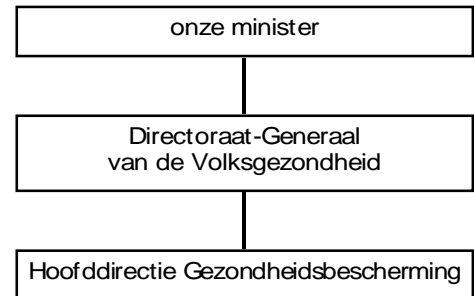 onze minister
Directoraat-Generaal
van de Volksgezondheid
Hoofddirectie Gezondheidsbescherming